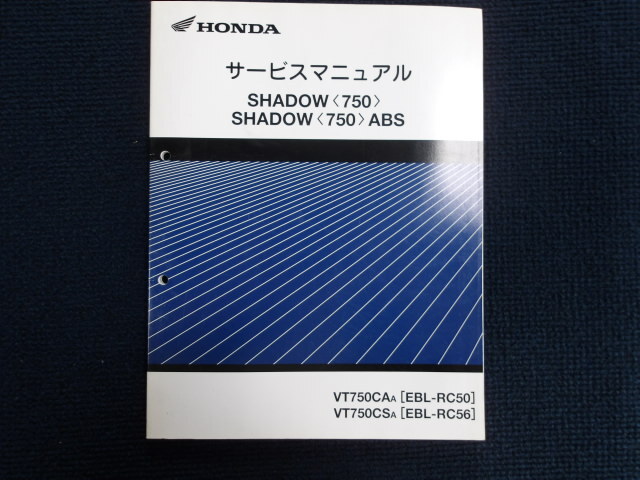 HONDA
サービスマニュアル
SHADOW〈750〉
SHADOW〈750〉ABS
VT750CAA [EBL-RC50]
VT750CSA [EBL-RC56]